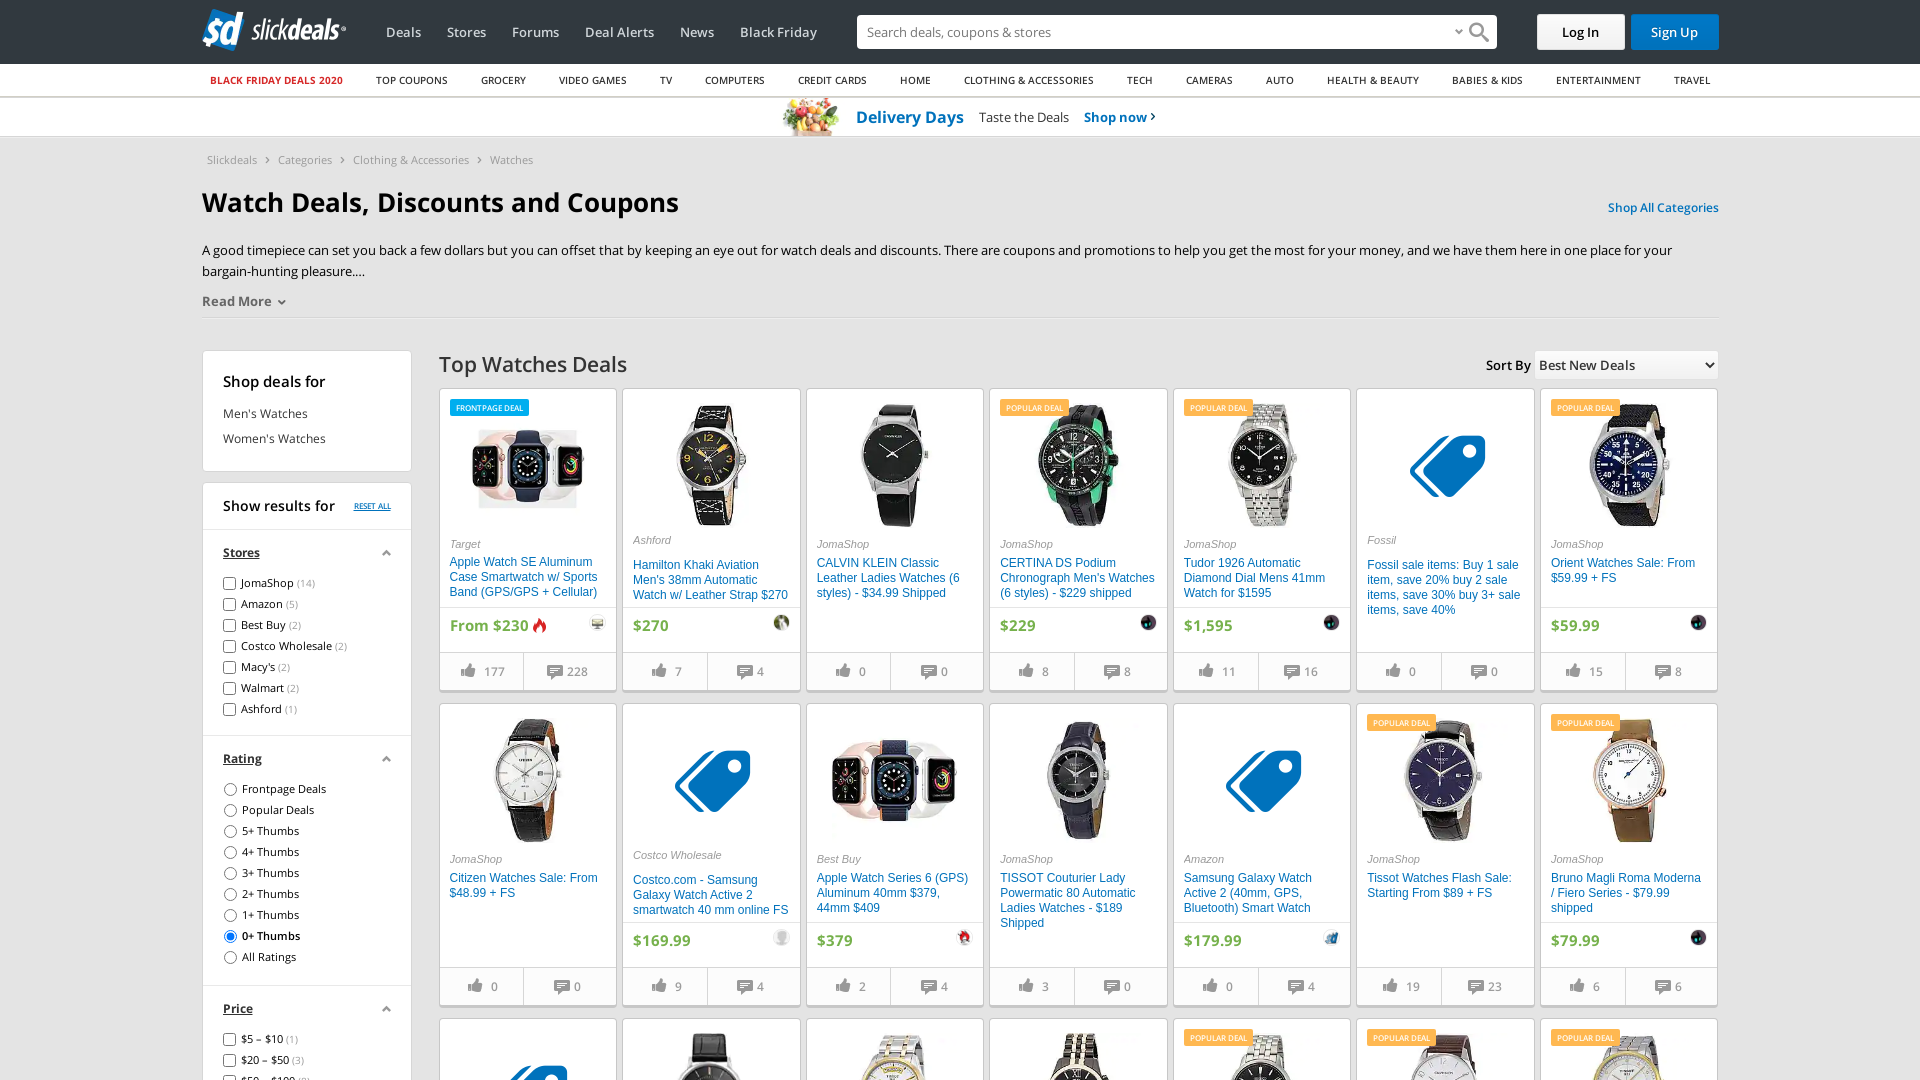 sd slickdeals
Deals Stores Forums Deal Alerts News Black Friday
Search deals, coupons & stores
Log In Sign Up
BLACK FRIDAY DEALS 2020 TOP COUPONS GROCERY VIDEO GAMES TV COMPUTERS CREDIT CARDS HOME CLOTHING & ACCESSORIES TECH CAMERAS AUTO HEALTH & BEAUTY BABIES & KIDS ENTERTAINMENT TRAVEL
Delivery Days Taste the Deals Shop now
Slickdeals Categories Clothing & Accessories Watches
Watch Deals, Discounts and Coupons
Shop All Categories
A good timepiece can set you back a few dollars but you can offset that by keeping an eye out for watch deals and discounts. There are coupons and promotions to help you get the most for your money, and we have them here in one place for your
bargain-hunting pleasure....
Read More
Shop deals for
Men's Watches
Women's Watches
Show results for RESET ALL
Stores
JomaShop (14)
Amazon (5)
Best Buy (2)
Costco Wholesale (2)
Macy's (2)
Walmart (2)
Ashford (1)
Rating
Frontpage Deals
Popular Deals
5+ Thumbs
4+ Thumbs
3+ Thumbs
2+ Thumbs
1+ Thumbs
0+ Thumbs
All Ratings
Price
$5 – $10 (1)
$20 – $50 (3)
$50 – $100 (8)
Top Watches Deals
Sort By Best New Deals
FRONTPAGE DEAL
Target
Apple Watch SE Aluminum
Case Smartwatch w/ Sports
Band (GPS/GPS + Cellular)
From $230
177 228
Ashford
Hamilton Khaki Aviation
Men's 38mm Automatic
Watch w/ Leather Strap $270
$270
7 4
JomaShop
CALVIN KLEIN Classic
Leather Ladies Watches (6
styles) - $34.99 Shipped
0 0
POPULAR DEAL
JomaShop
CERTINA DS Podium
Chronograph Men's Watches
(6 styles) - $229 shipped
$229
8 8
POPULAR DEAL
JomaShop
Tudor 1926 Automatic
Diamond Dial Mens 41mm
Watch for $1595
$1,595
11 16
Fossil
Fossil sale items: Buy 1 sale
item, save 20% buy 2 sale
items, save 30% buy 3+ sale
items, save 40%
0 0
POPULAR DEAL
JomaShop
Orient Watches Sale: From
$59.99 + FS
$59.99
15 8
JomaShop
Citizen Watches Sale: From
$48.99 + FS
0 0
Costco Wholesale
Costco.com - Samsung
Galaxy Watch Active 2
smartwatch 40 mm online FS
$169.99
9 4
Best Buy
Apple Watch Series 6 (GPS)
Aluminum 40mm $379,
44mm $409
$379
2 4
JomaShop
TISSOT Couturier Lady
Powermatic 80 Automatic
Ladies Watches - $189
Shipped
3 0
Amazon
Samsung Galaxy Watch
Active 2 (40mm, GPS,
Bluetooth) Smart Watch
$179.99
0 4
POPULAR DEAL
JomaShop
Tissot Watches Flash Sale:
Starting From $89 + FS
19 23
POPULAR DEAL
JomaShop
Bruno Magli Roma Moderna
/ Fiero Series - $79.99
shipped
$79.99
6 6
POPULAR DEAL
POPULAR DEAL
POPULAR DEAL